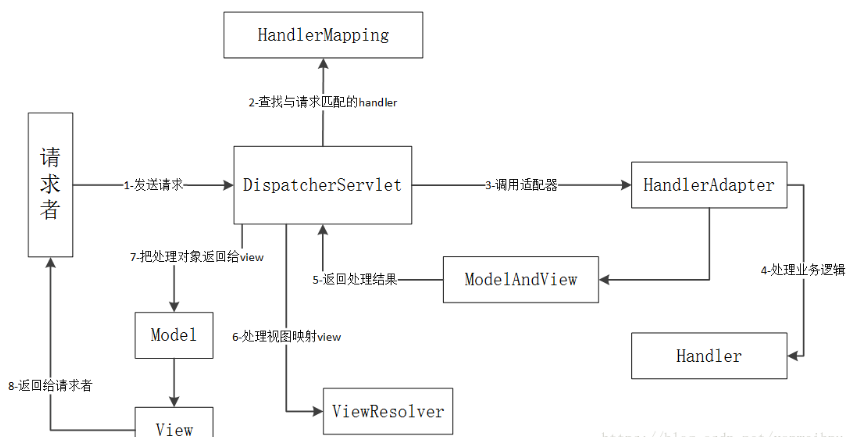 HandlerMapping
2-查找与请求匹配的handler
请求者
1-发送请求
DispatcherServlet
3-调用适配器
HandlerAdapter
7-把处理对象返回给view
5-返回处理结果
ModelAndView
4-处理业务逻辑
Model
6-处理视图映射view
Handler
8-返回给请求者
ViewResolver
View